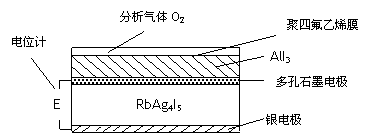 分析气体 O₂
聚四氟乙烯膜
电位计
AlI₃
多孔石墨电极
E
RbAg₄I₅
银电极